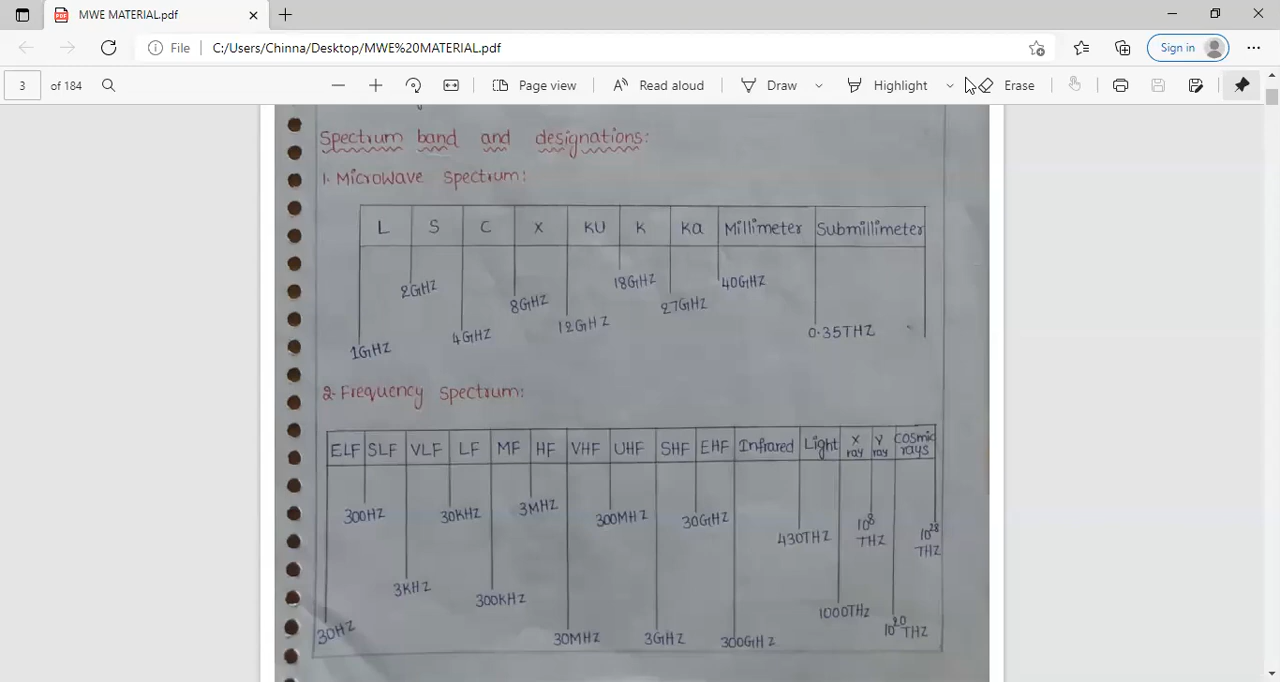 MWE MATERIAL.pdf
File
C:/Users/Chinna/Desktop/MWE%20MATERIAL.pdf
Sign in
3 of 184
Page view
Read aloud
Draw
Highlight
Erase
Spectrum band and designations:
1. Microwave Spectrum:
L S C X KU K Ka Millimeter Submillimeter
18GHZ 40GHZ
2GHZ 8GHZ 27GHZ
4GHZ 12GHZ 0.35THZ
1GHZ
2. Frequency Spectrum:
ELF SLF VLF LF MF HF VHF UHF SHF EHF Infrared Light X ray γ ray Cosmic rays
300HZ 30KHZ 3MHZ 300MHZ 30GHZ 430THZ 10^8 THZ 10^28 THZ
3KHZ 300KHZ 1000THZ
30HZ 30MHZ 3GHZ 300GHZ 10^20 THZ